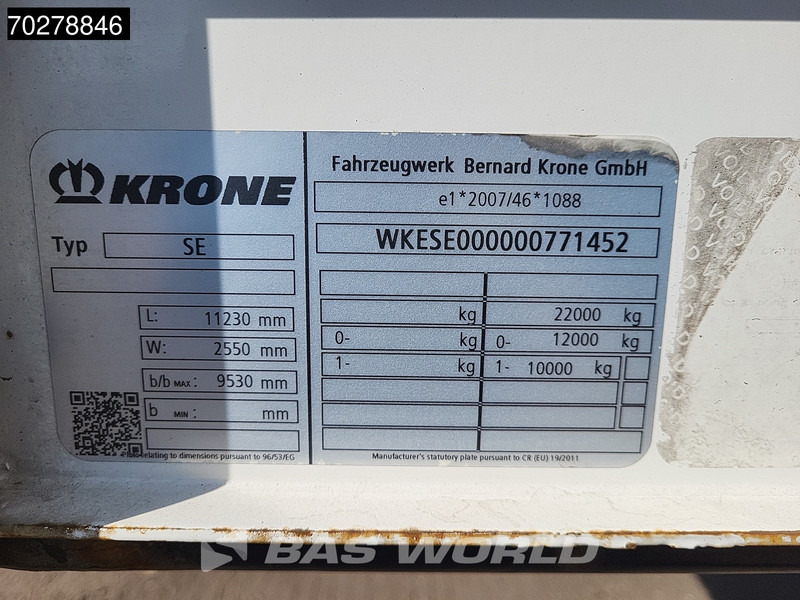 70278846
KRONE
Typ SE
L: 11230 mm
W: 2550 mm
b/b MAX: 9530 mm
b MIN: mm
relating to dimensions pursuant to 96/53/EG
Fahrzeugwerk Bernard Krone GmbH
e1*2007/46*1088
WKESE000000771452
kg 22000 kg
0- kg 0- 12000 kg
1- kg 1- 10000 kg
Manufacturer's statutory plate pursuant to CR (EU) 19/2011
BAS WORLD